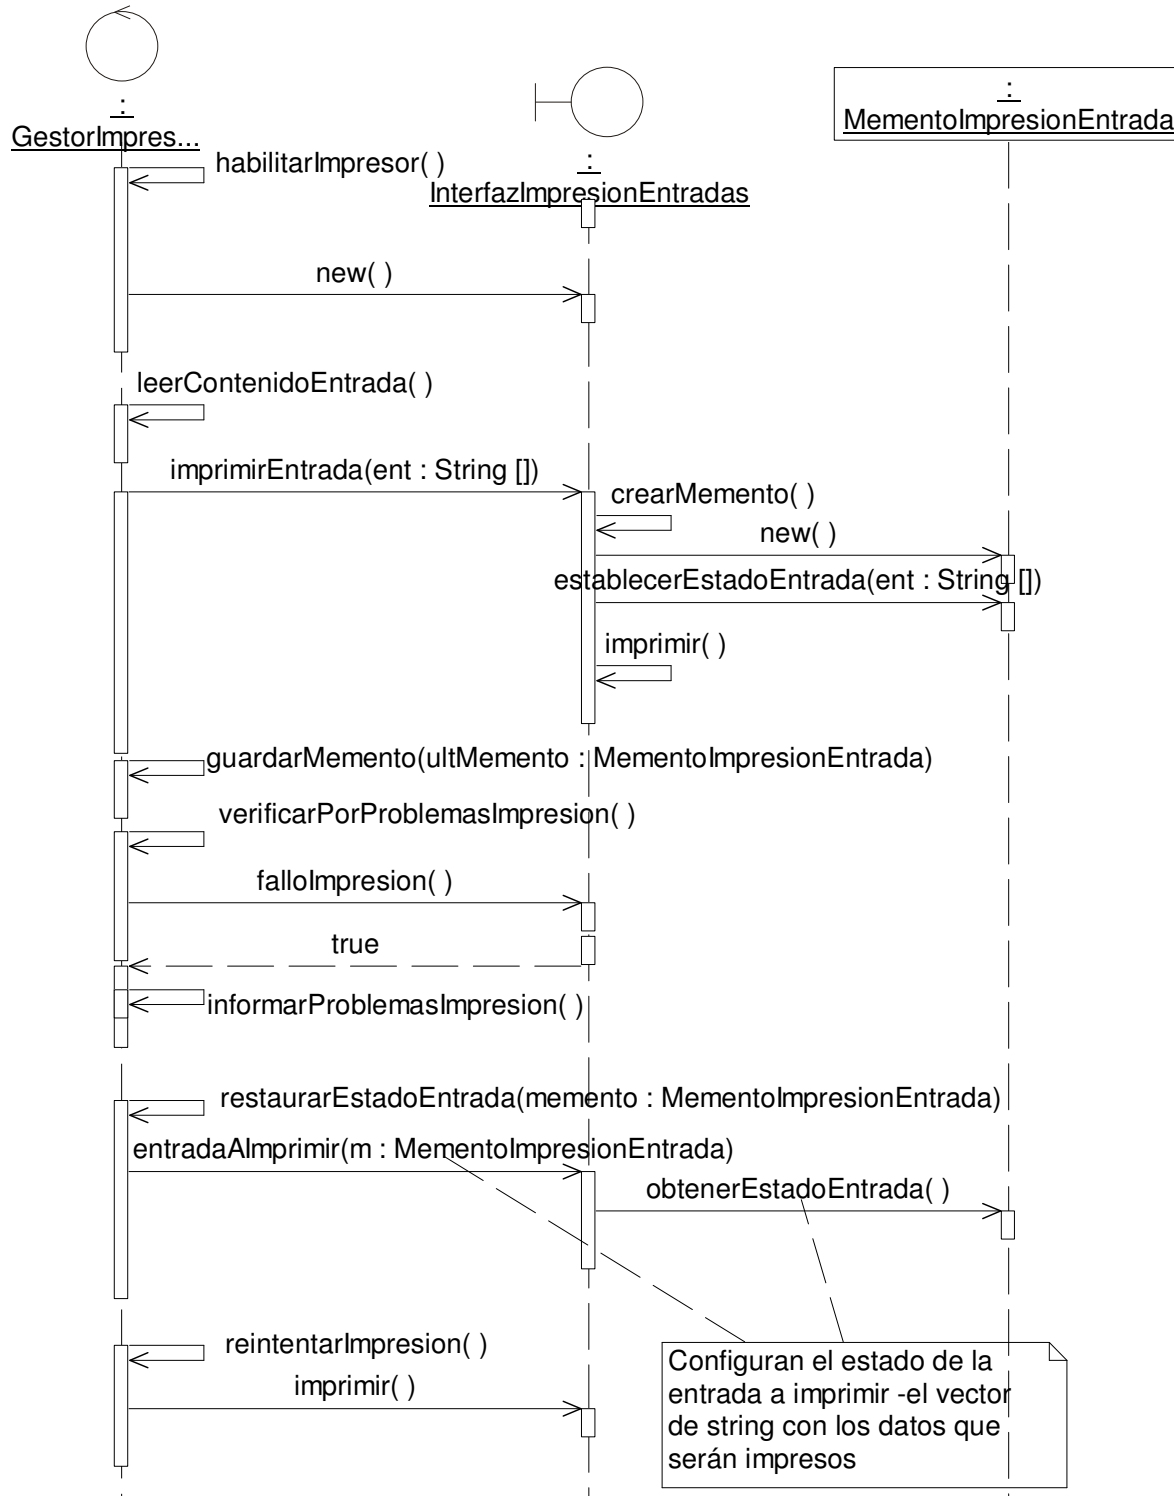 :
GestorImpres...
:
InterfazImpresionEntradas
:
MementoImpresionEntrada
habilitarImpresor( )
new( )
leerContenidoEntrada( )
imprimirEntrada(ent : String [])
crearMemento( )
new( )
establecerEstadoEntrada(ent : String [])
imprimir( )
guardarMemento(ultMemento : MementoImpresionEntrada)
verificarPorProblemasImpresion( )
falloImpresion( )
true
informarProblemasImpresion( )
restaurarEstadoEntrada(memento : MementoImpresionEntrada)
entradaAImprimir(m : MementoImpresionEntrada)
obtenerEstadoEntrada( )
reintentarImpresion( )
imprimir( )
Configuran el estado de la
entrada a imprimir -el vector
de string con los datos que
serán impresos